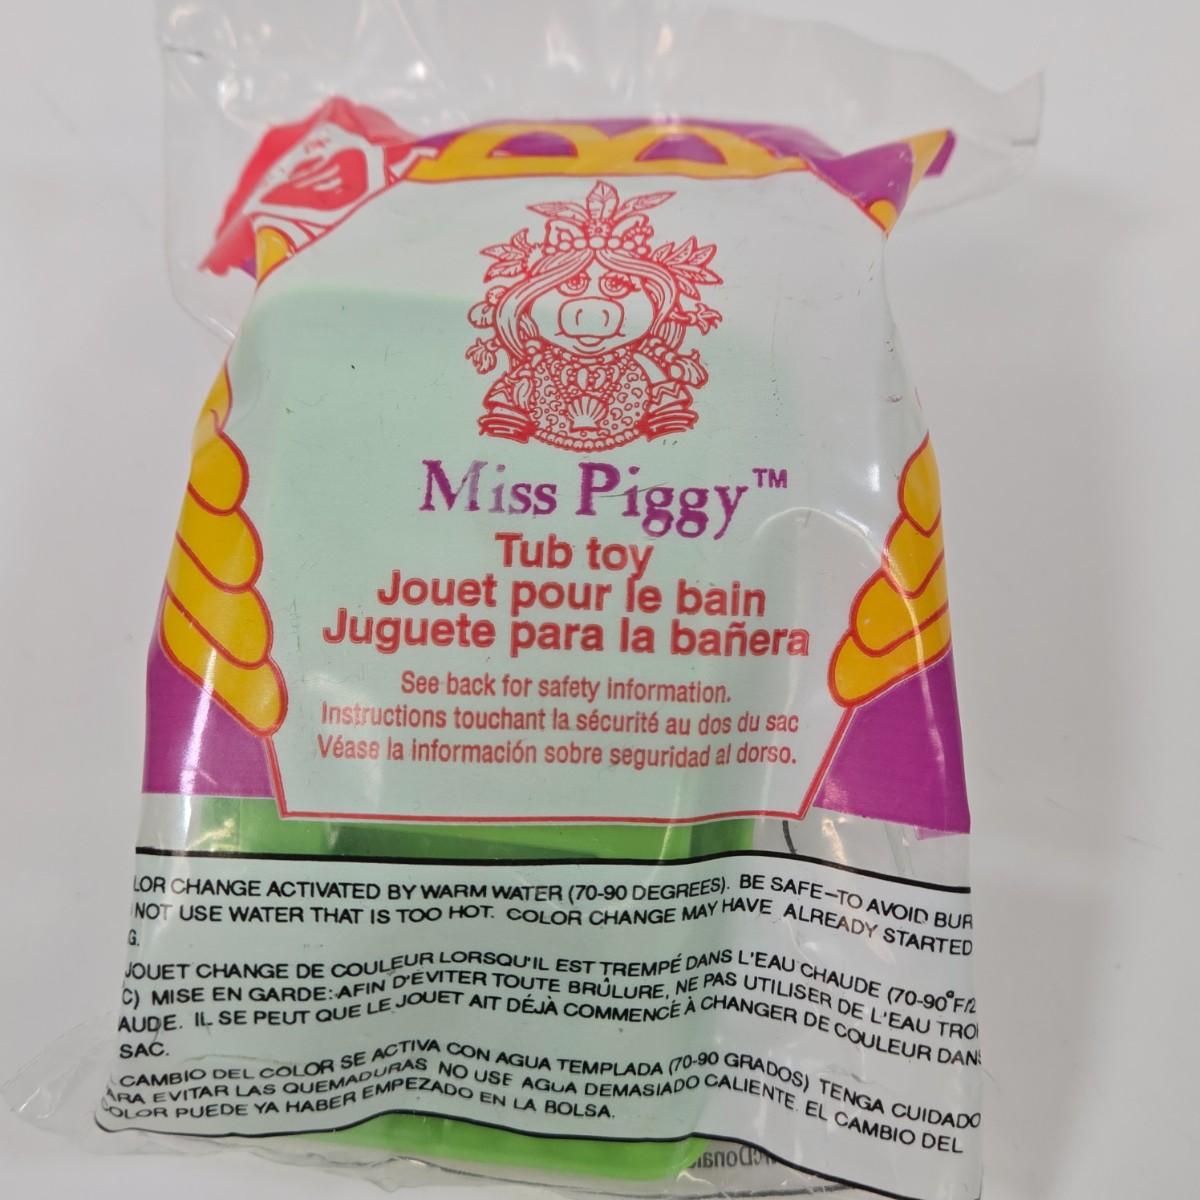 Miss Piggy™
Tub toy
Jouet pour le bain
Juguete para la bañera
See back for safety information.
Instructions touchant la sécurité au dos du sac
Véase la información sobre seguridad al dorso.
LOR CHANGE ACTIVATED BY WARM WATER (70-90 DEGREES). BE SAFE–TO AVOID BUR
NOT USE WATER THAT IS TOO HOT. COLOR CHANGE MAY HAVE ALREADY STARTED
G.
JOUET CHANGE DE COULEUR LORSQU'IL EST TREMPÉ DANS L'EAU CHAUDE (70-90°F/2
C) MISE EN GARDE: AFIN D'ÉVITER TOUTE BRÛLURE, NE PAS UTILISER DE L'EAU TRO
AUDE. IL SE PEUT QUE LE JOUET AIT DÉJÀ COMMENCÉ À CHANGER DE COULEUR DANS
SAC.
CAMBIO DEL COLOR SE ACTIVA CON AGUA TEMPLADA (70-90 GRADOS) TENGA CUIDADO
ARA EVITAR LAS QUEMADURAS NO USE AGUA DEMASIADO CALIENTE. EL CAMBIO DEL
OLOR PUEDE YA HABER EMPEZADO EN LA BOLSA.